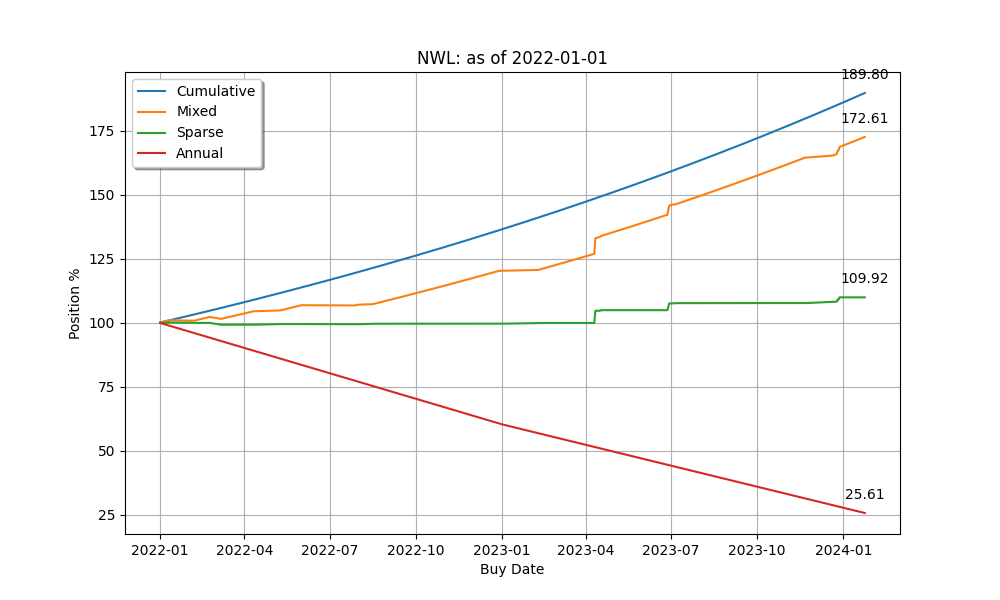 NWL: as of 2022-01-01
Cumulative
Mixed
Sparse
Annual
189.80
172.61
109.92
25.61
Position %
175
150
125
100
75
50
25
2022-01 2022-04 2022-07 2022-10 2023-01 2023-04 2023-07 2023-10 2024-01
Buy Date